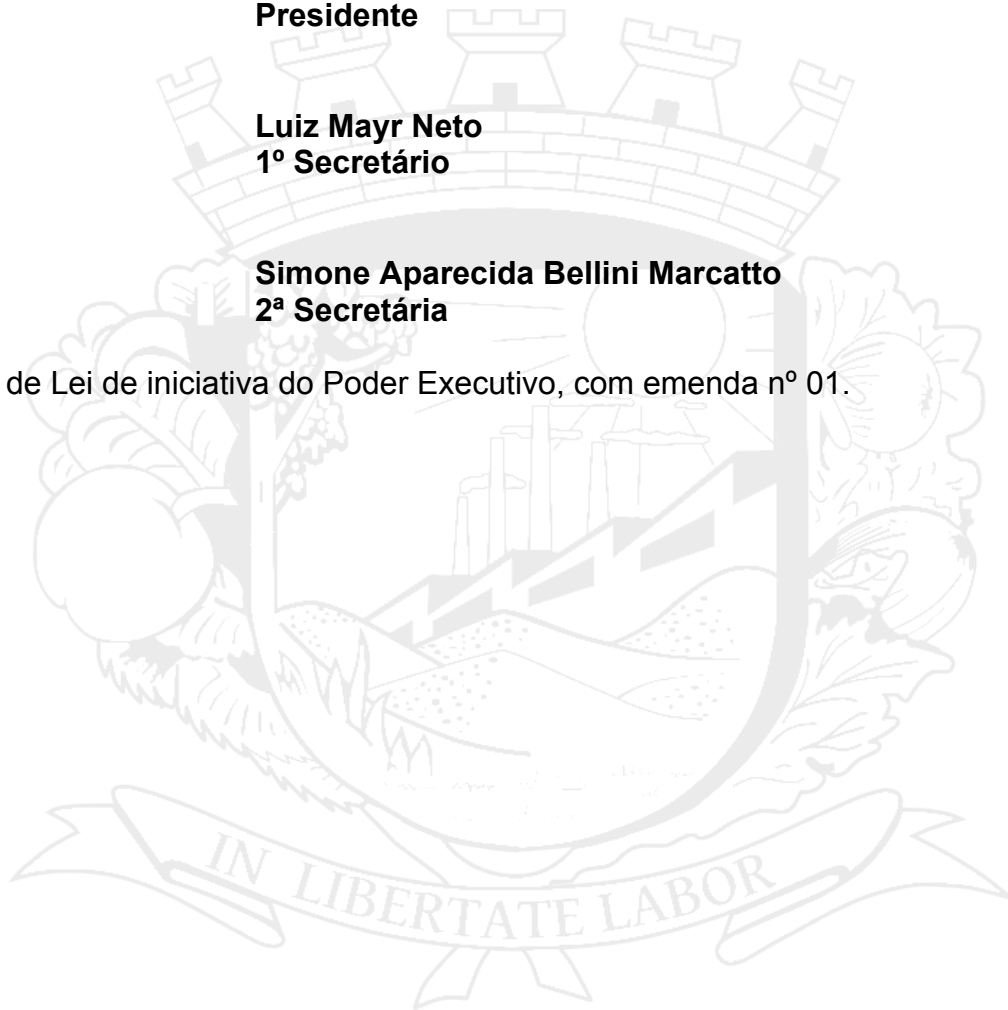 Presidente
Luiz Mayr Neto
1º Secretário
Simone Aparecida Bellini Marcatto
2ª Secretária
de Lei de iniciativa do Poder Executivo, com emenda nº 01.
IN LIBERTATE LABOR